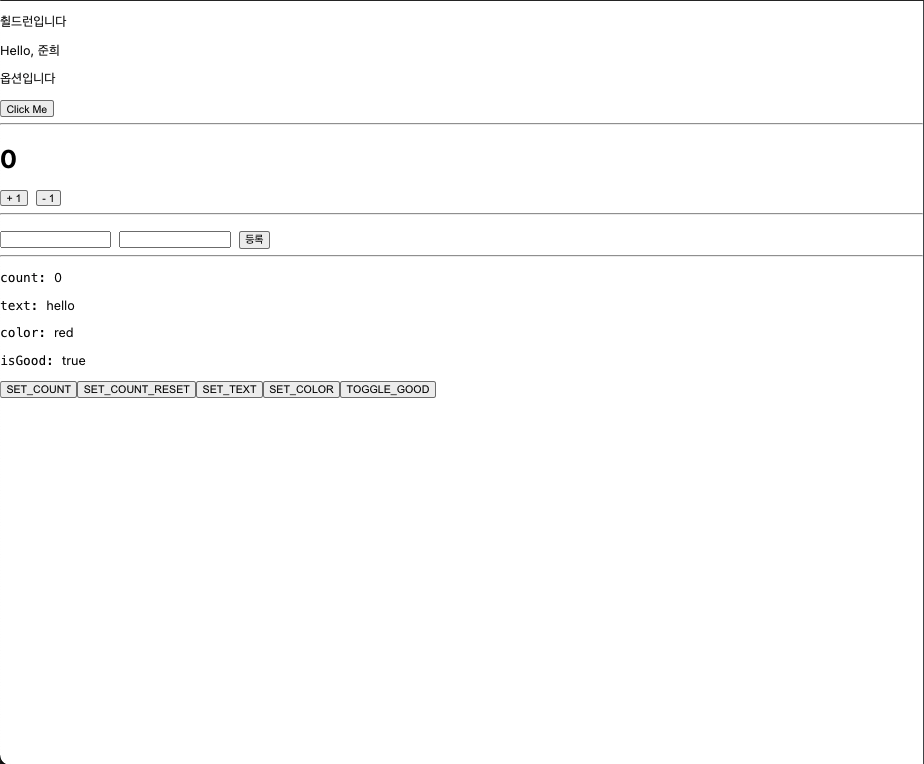 췰드런입니다
Hello, 준희
옵션입니다
Click Me
0
+ 1 - 1
등록
count: 0
text: hello
color: red
isGood: true
SET_COUNT SET_COUNT_RESET SET_TEXT SET_COLOR TOGGLE_GOOD